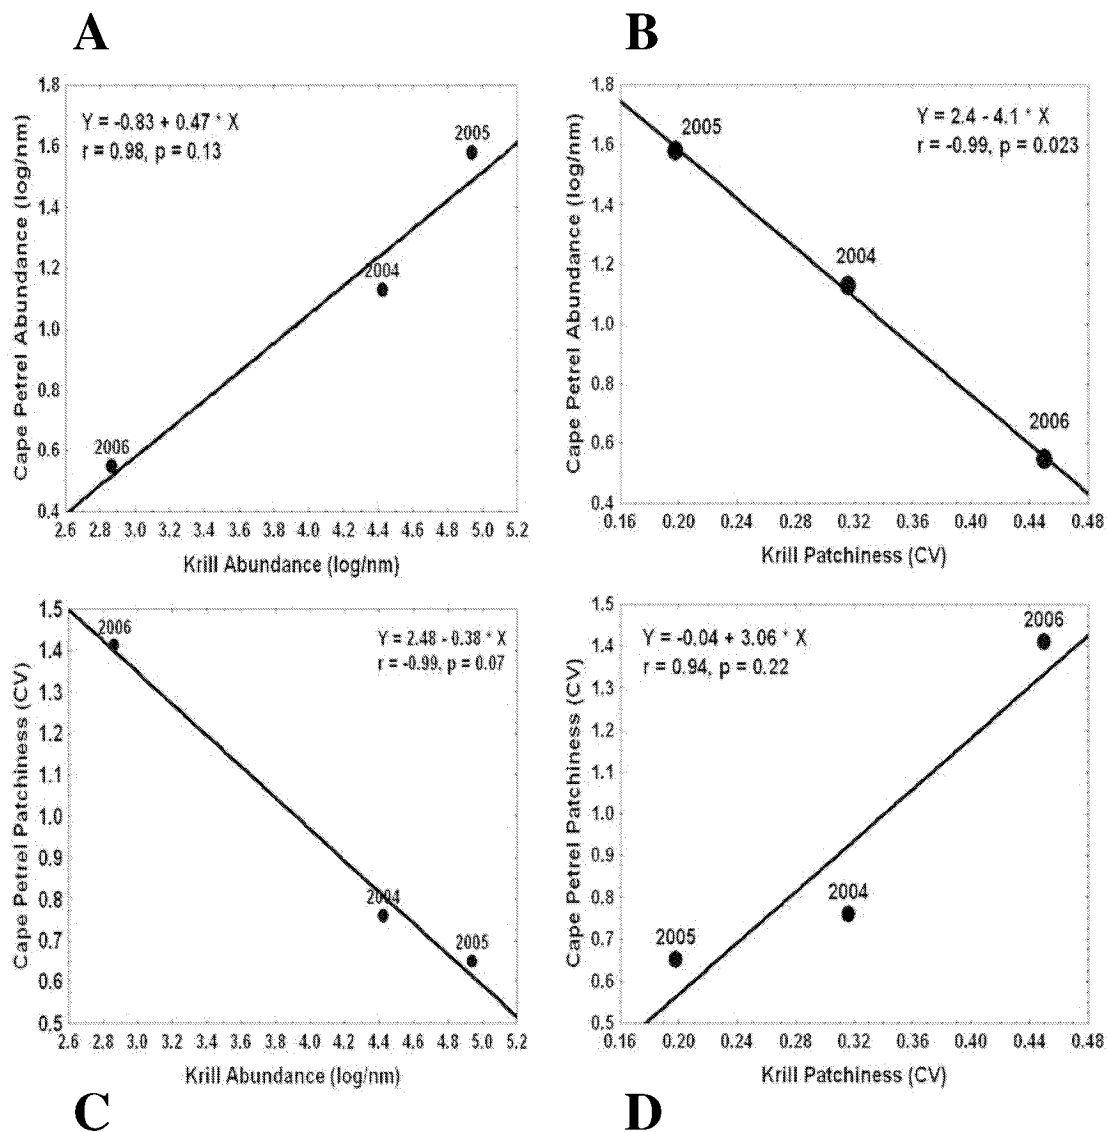 A
B
1.8
1.6
1.4
1.2
1.0
0.8
0.6
0.4
Cape Petrel Abundance (log/nm)
Y = -0.83 + 0.47 * X
r = 0.98, p = 0.13
2005
2004
2006
2.6 2.8 3.0 3.2 3.4 3.6 3.8 4.0 4.2 4.4 4.6 4.8 5.0 5.2
Krill Abundance (log/nm)
1.8
1.6
1.4
1.2
1.0
0.8
0.6
0.4
Cape Petrel Abundance (log/nm)
Y = 2.4 - 4.1 * X
r = -0.99, p = 0.023
2005
2004
2006
0.16 0.20 0.24 0.28 0.32 0.36 0.40 0.44 0.48
Krill Patchiness (CV)
1.5
1.4
1.3
1.2
1.1
1.0
0.9
0.8
0.7
0.6
0.5
Cape Petrel Patchiness (CV)
2006
Y = 2.48 - 0.38 * X
r = -0.99, p = 0.07
2004
2005
2.6 2.8 3.0 3.2 3.4 3.6 3.8 4.0 4.2 4.4 4.6 4.8 5.0 5.2
Krill Abundance (log/nm)
1.5
1.4
1.3
1.2
1.1
1.0
0.9
0.8
0.7
0.6
0.5
Cape Petrel Patchiness (CV)
Y = -0.04 + 3.06 * X
r = 0.94, p = 0.22
2006
2004
2005
0.16 0.20 0.24 0.28 0.32 0.36 0.40 0.44 0.48
Krill Patchiness (CV)
C
D